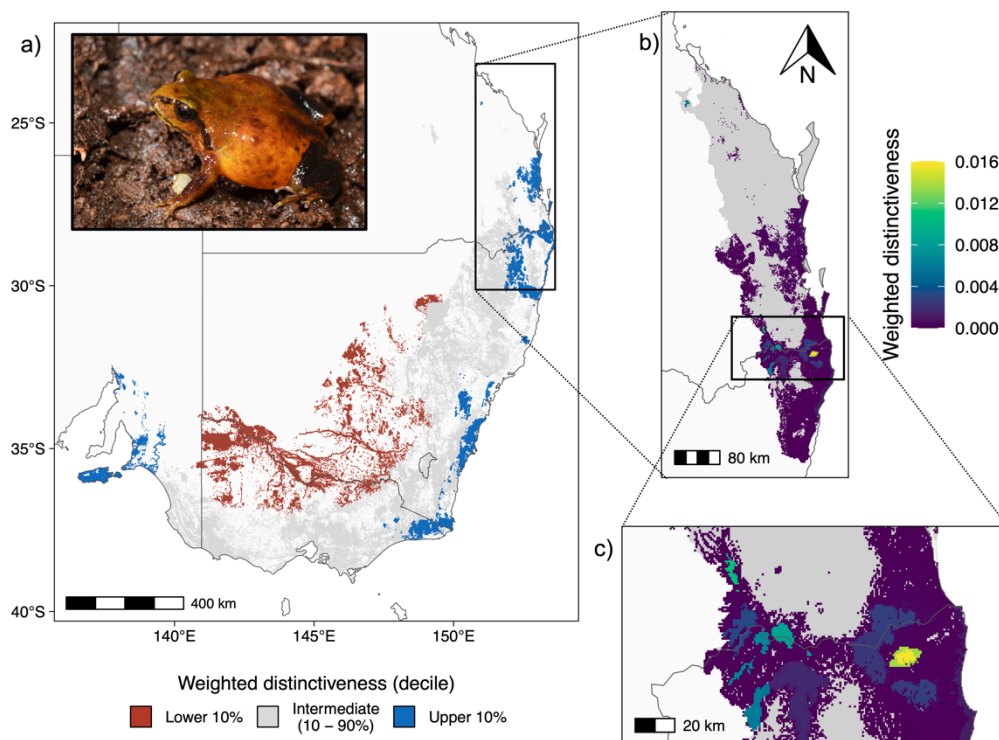 a)
25°S
30°S
35°S
40°S
400 km
140°E
145°E
150°E
Weighted distinctiveness (decile)
Lower 10%
Intermediate
(10 – 90%)
Upper 10%
b)
N
80 km
Weighted distinctiveness
0.016
0.012
0.008
0.004
0.000
c)
20 km